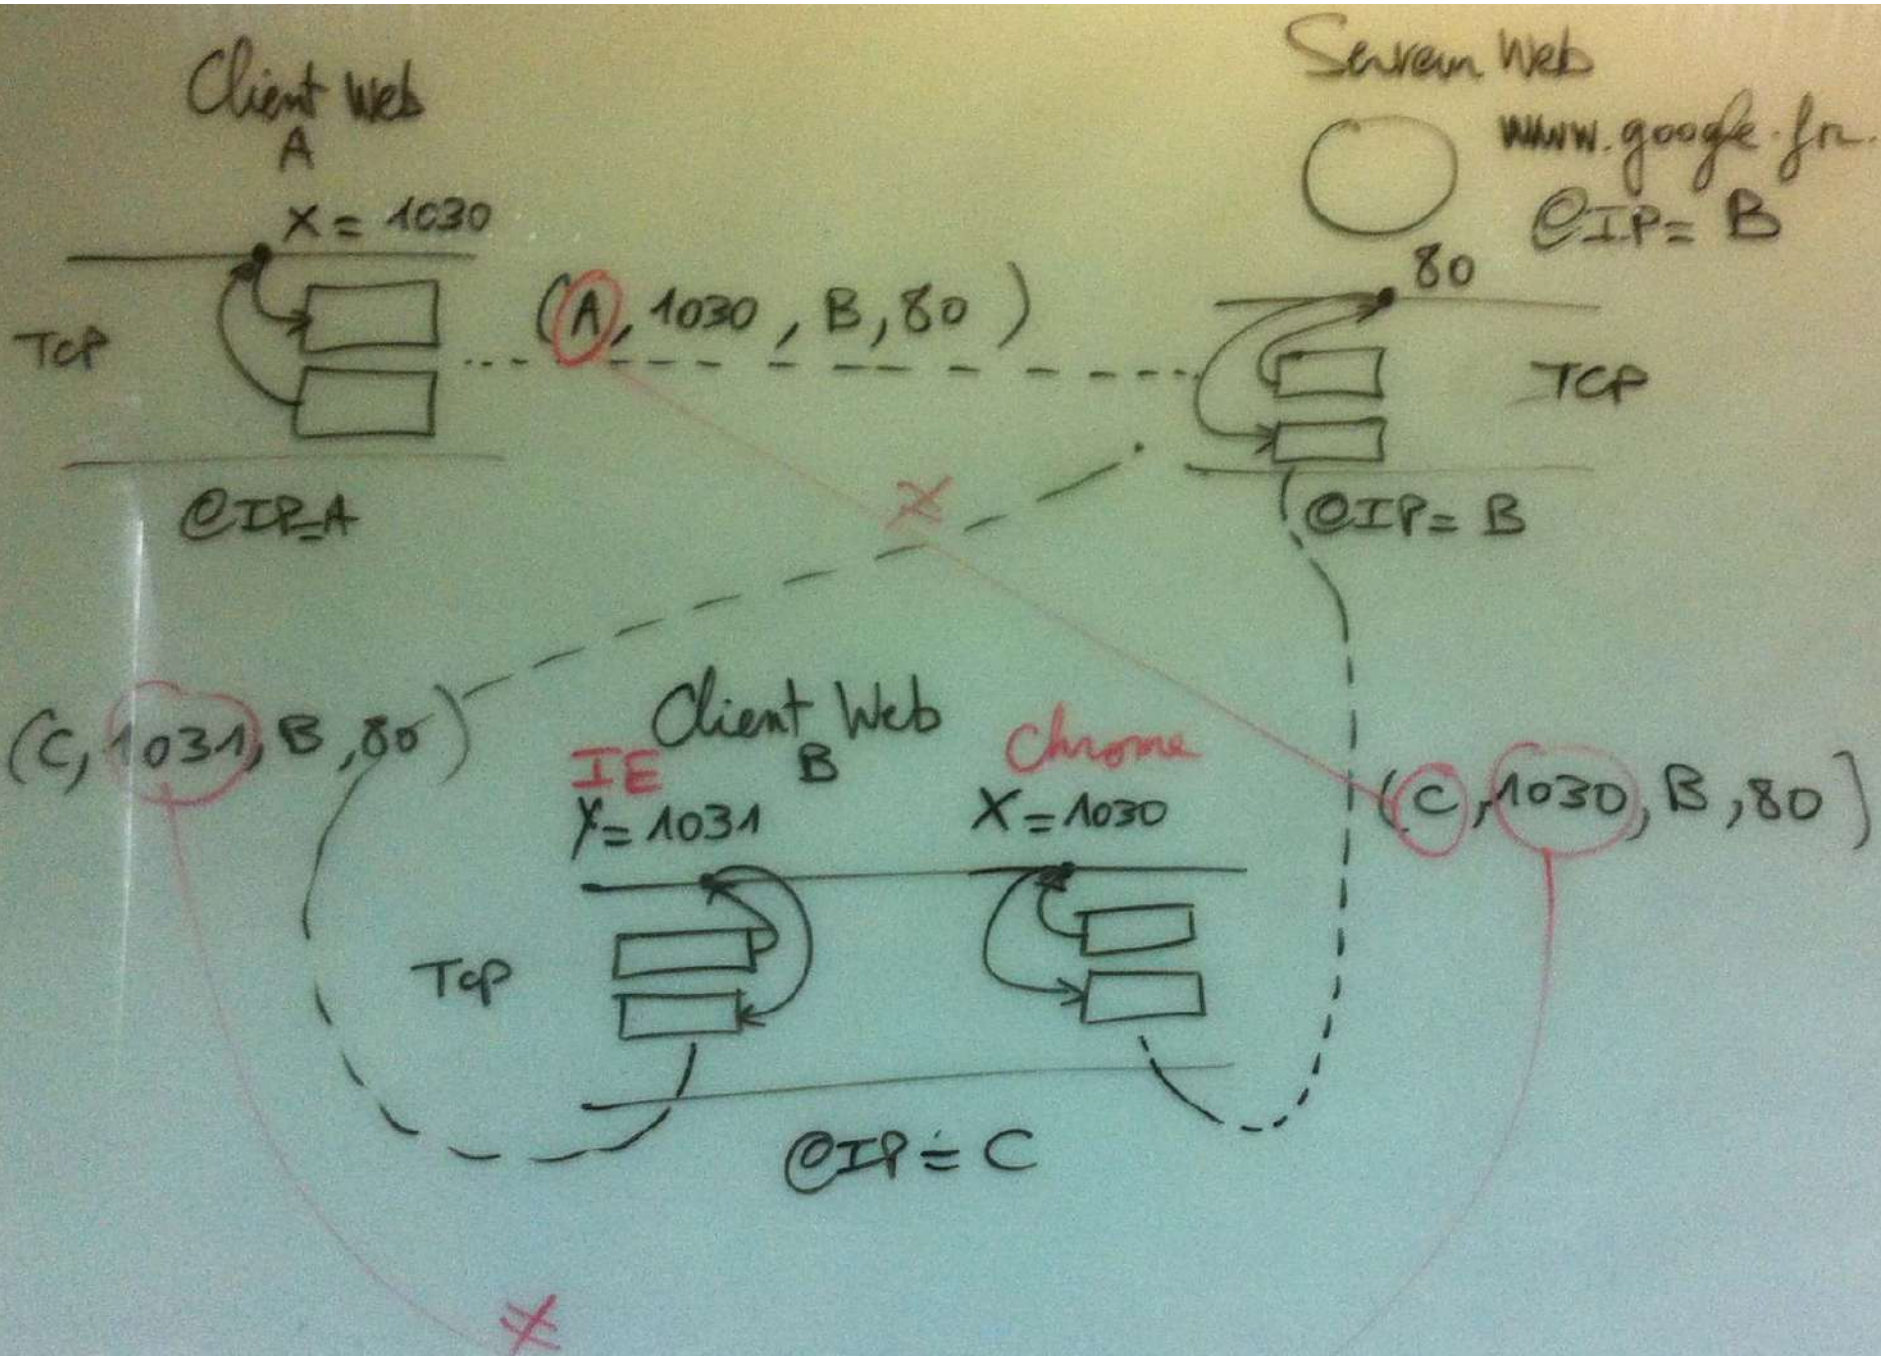 Client Web
A
X = 1030
TCP
@IP=A
(A, 1030, B, 80)
Serveur Web
www.google.fr.
@IP= B
80
TCP
@IP= B
≠
(C, 1031, B, 80)
Client Web
B
IE
Y=1031
Chrome
X=1030
(C, 1030, B, 80)
TCP
@IP = C
≠